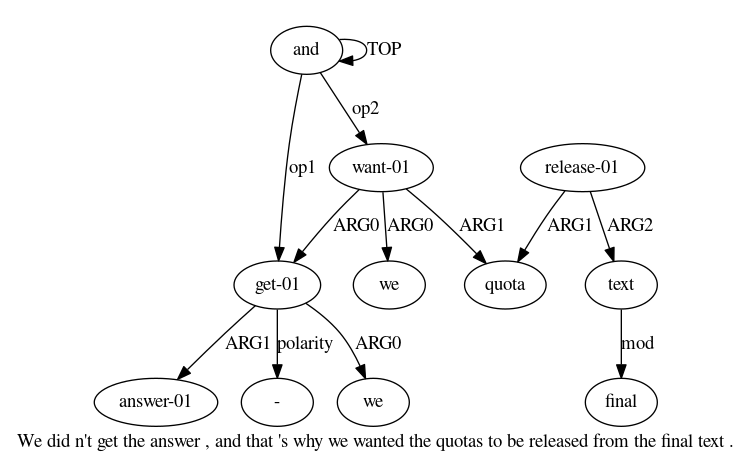 and
TOP
op2
op1
want-01
release-01
ARG0
ARG0
ARG1
ARG1
ARG2
get-01
we
quota
text
ARG1
polarity
ARG0
mod
answer-01
-
we
final
We did n't get the answer , and that 's why we wanted the quotas to be released from the final text .